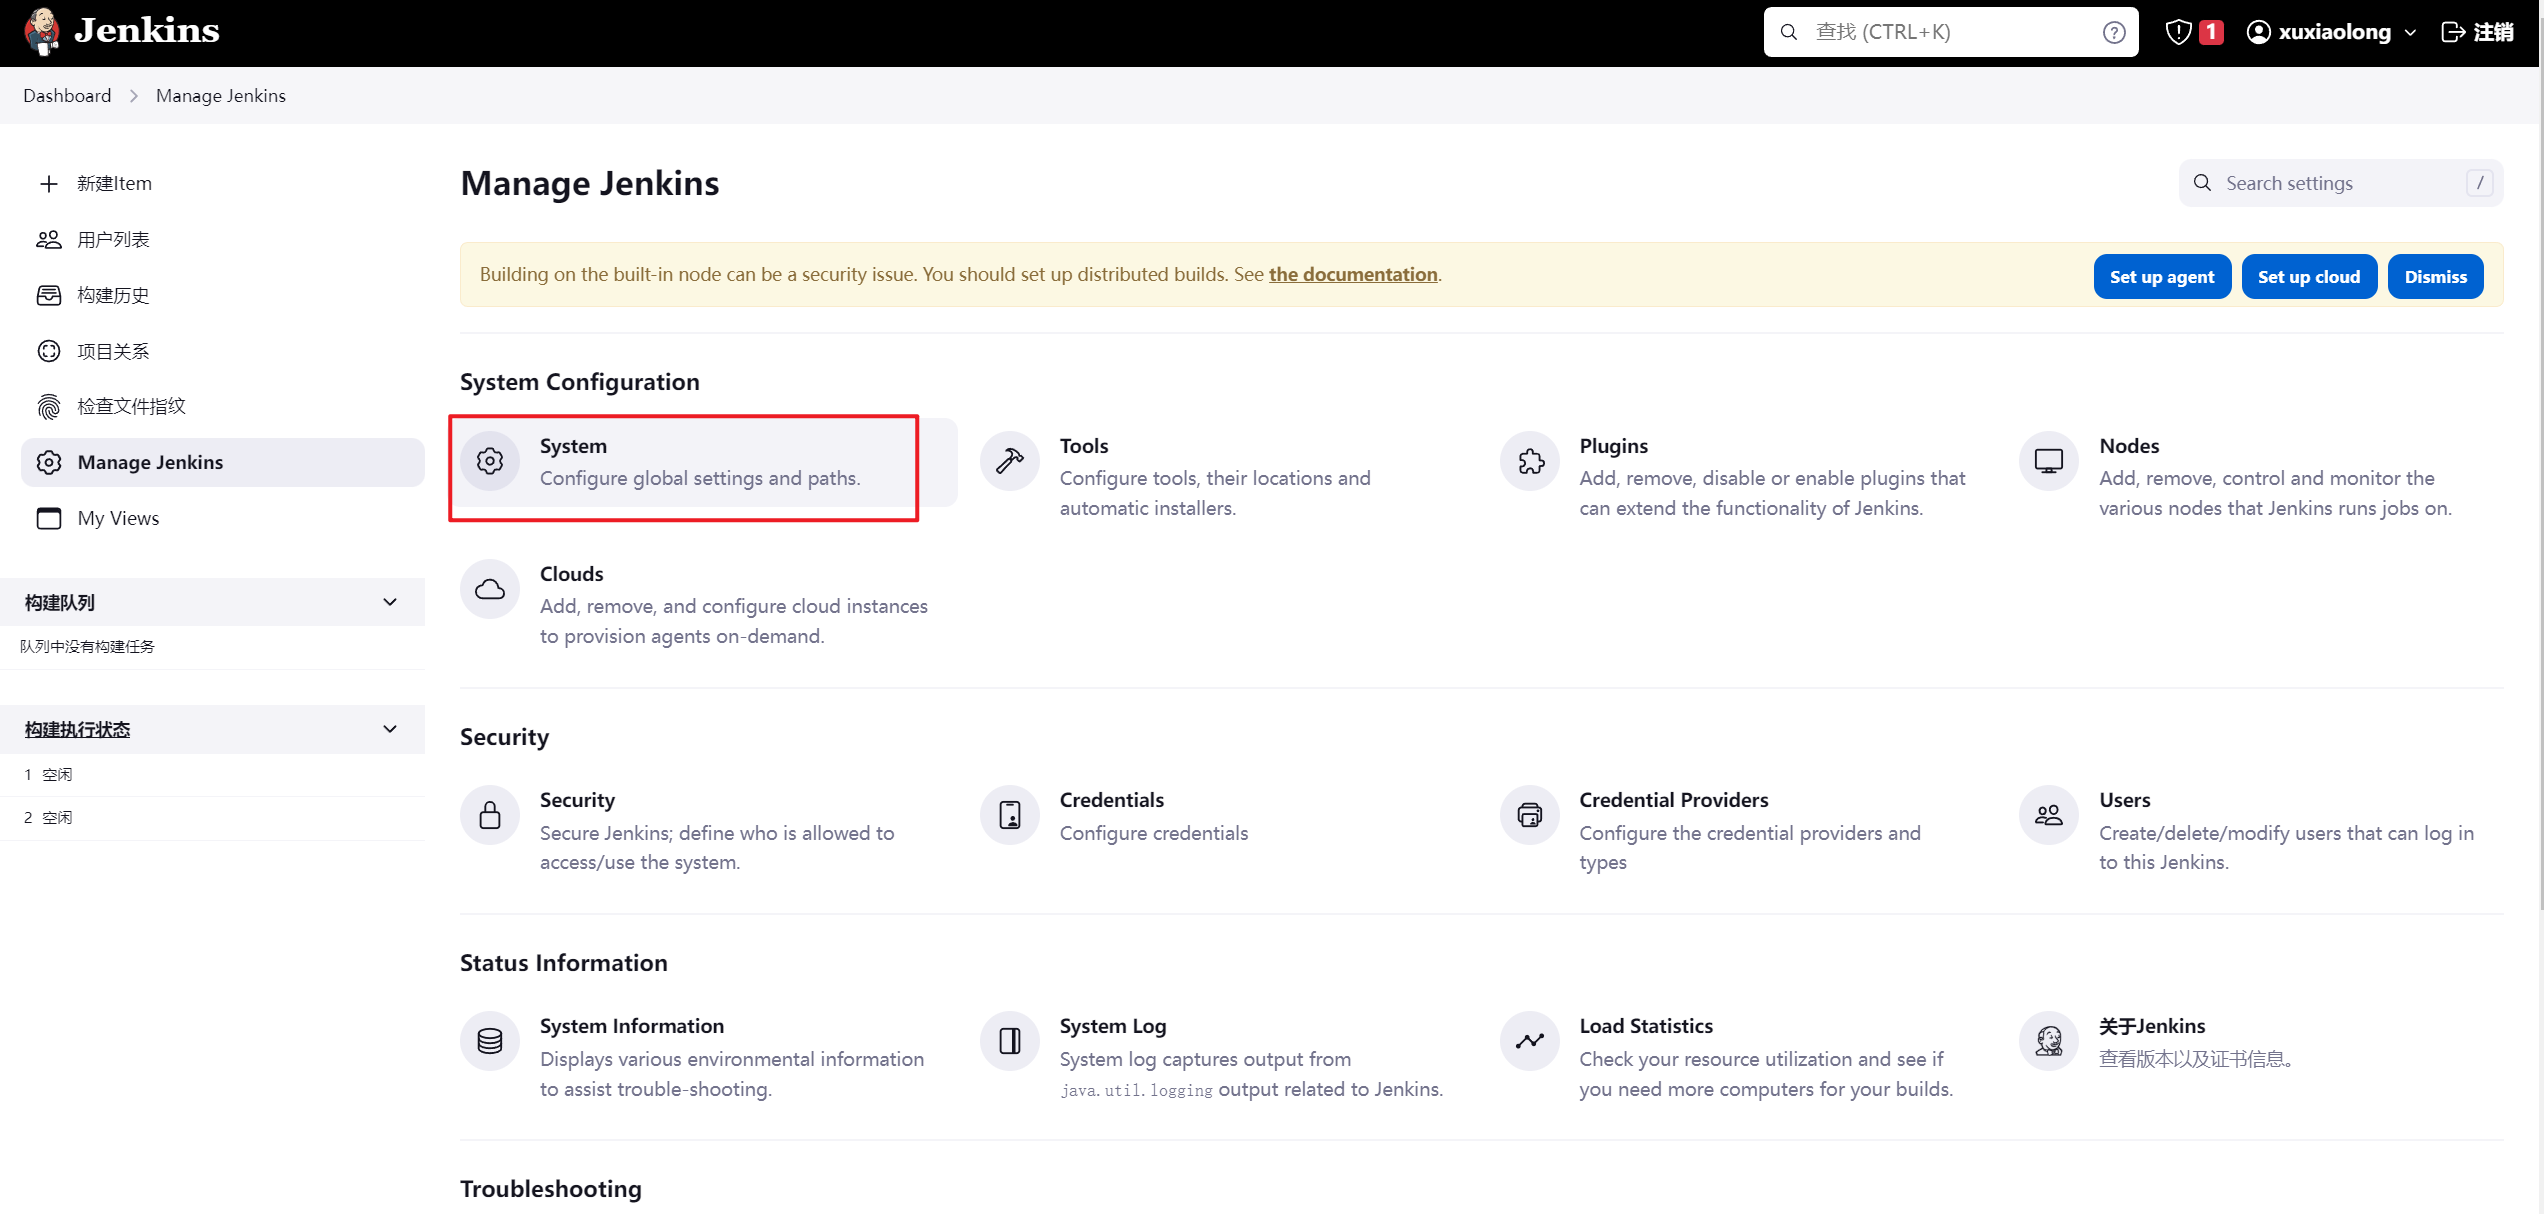 Jenkins
查找 (CTRL+K)
1
xuxiaolong
注销
Dashboard
Manage Jenkins
新建Item
用户列表
构建历史
项目关系
检查文件指纹
Manage Jenkins
My Views
构建队列
队列中没有构建任务
构建执行状态
1 空闲
2 空闲
Manage Jenkins
Search settings
/
Building on the built-in node can be a security issue. You should set up distributed builds. See the documentation.
Set up agent
Set up cloud
Dismiss
System Configuration
System
Configure global settings and paths.
Tools
Configure tools, their locations and
automatic installers.
Plugins
Add, remove, disable or enable plugins that
can extend the functionality of Jenkins.
Nodes
Add, remove, control and monitor the
various nodes that Jenkins runs jobs on.
Clouds
Add, remove, and configure cloud instances
to provision agents on-demand.
Security
Security
Secure Jenkins; define who is allowed to
access/use the system.
Credentials
Configure credentials
Credential Providers
Configure the credential providers and
types
Users
Create/delete/modify users that can log in
to this Jenkins.
Status Information
System Information
Displays various environmental information
to assist trouble-shooting.
System Log
System log captures output from
java.util.logging output related to Jenkins.
Load Statistics
Check your resource utilization and see if
you need more computers for your builds.
关于Jenkins
查看版本以及证书信息。
Troubleshooting